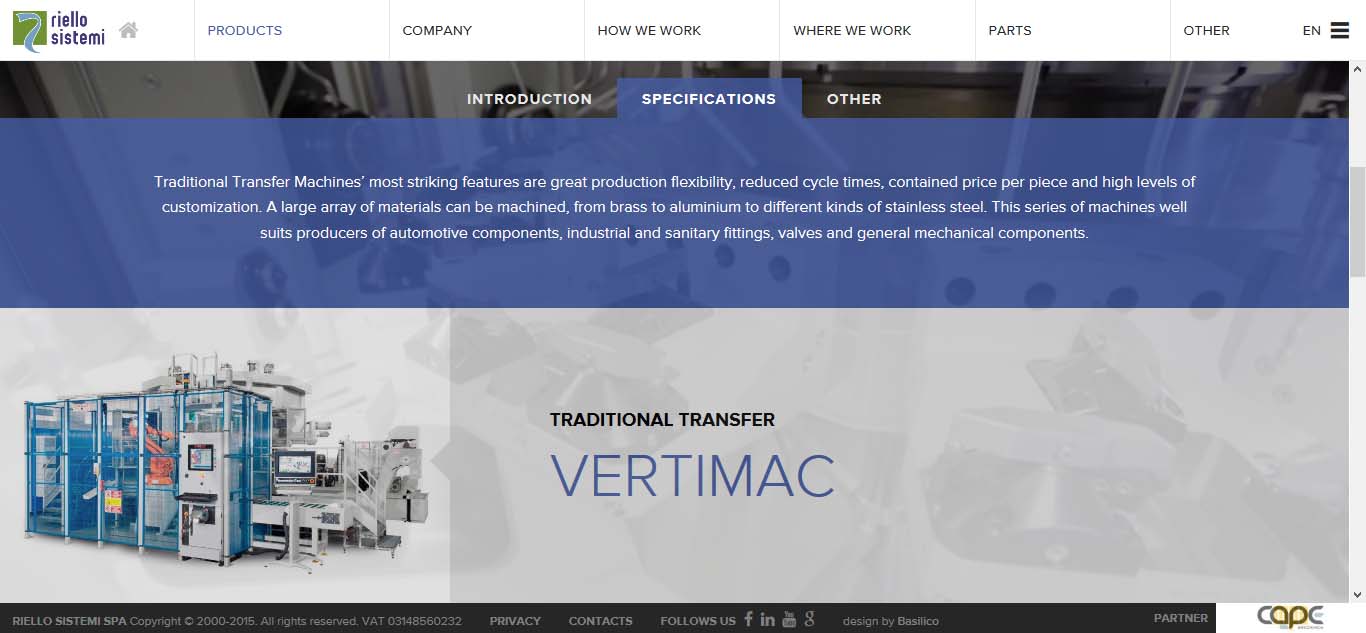 riello
sistemi
PRODUCTS
COMPANY
HOW WE WORK
WHERE WE WORK
PARTS
OTHER
EN
INTRODUCTION
SPECIFICATIONS
OTHER
Traditional Transfer Machines’ most striking features are great production flexibility, reduced cycle times, contained price per piece and high levels of
customization. A large array of materials can be machined, from brass to aluminium to different kinds of stainless steel. This series of machines well
suits producers of automotive components, industrial and sanitary fittings, valves and general mechanical components.
TRADITIONAL TRANSFER
VERTIMAC
RIELLO SISTEMI SPA Copyright © 2000-2015. All rights reserved. VAT 03148560232
PRIVACY
CONTACTS
FOLLOWS US
design by Basilico
PARTNER
cape